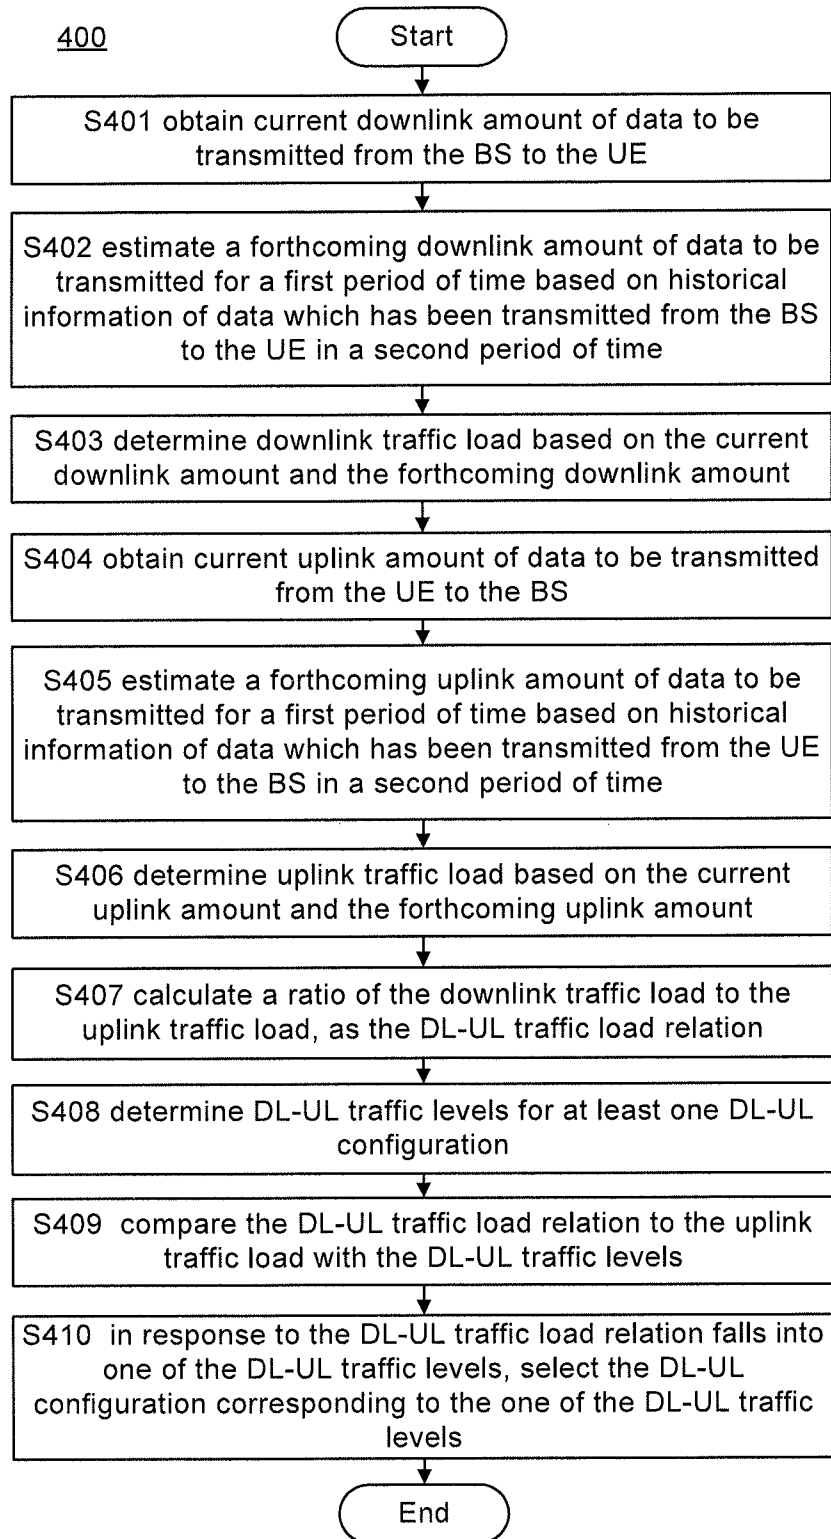 400
Start
S401 obtain current downlink amount of data to be
transmitted from the BS to the UE
S402 estimate a forthcoming downlink amount of data to be
transmitted for a first period of time based on historical
information of data which has been transmitted from the BS
to the UE in a second period of time
S403 determine downlink traffic load based on the current
downlink amount and the forthcoming downlink amount
S404 obtain current uplink amount of data to be transmitted
from the UE to the BS
S405 estimate a forthcoming uplink amount of data to be
transmitted for a first period of time based on historical
information of data which has been transmitted from the UE
to the BS in a second period of time
S406 determine uplink traffic load based on the current
uplink amount and the forthcoming uplink amount
S407 calculate a ratio of the downlink traffic load to the
uplink traffic load, as the DL-UL traffic load relation
S408 determine DL-UL traffic levels for at least one DL-UL
configuration
S409 compare the DL-UL traffic load relation to the uplink
traffic load with the DL-UL traffic levels
S410 in response to the DL-UL traffic load relation falls into
one of the DL-UL traffic levels, select the DL-UL
configuration corresponding to the one of the DL-UL traffic
levels
End